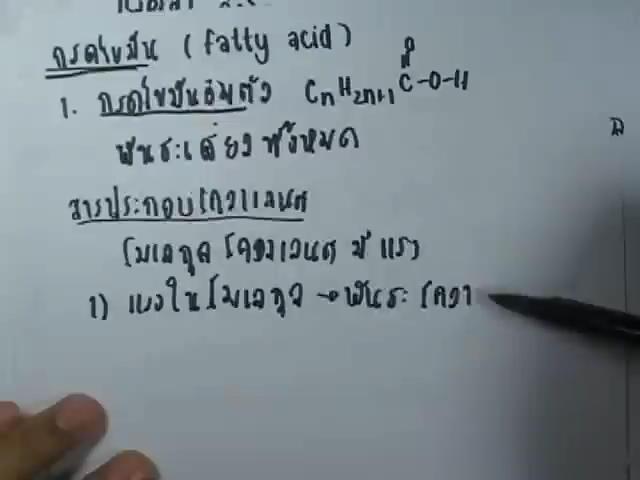 กรดไขมัน (fatty acid)
1. กรดไขมันอิ่มตัว CnH2n+1 C-O-H
O
พันธะเดี่ยวทั้งหมด
สารประกอบโควาเลนต์
โมเลกุลโควาเลนต์ มี แรง
1) แรงในโมเลกุล → พันธะ โควา